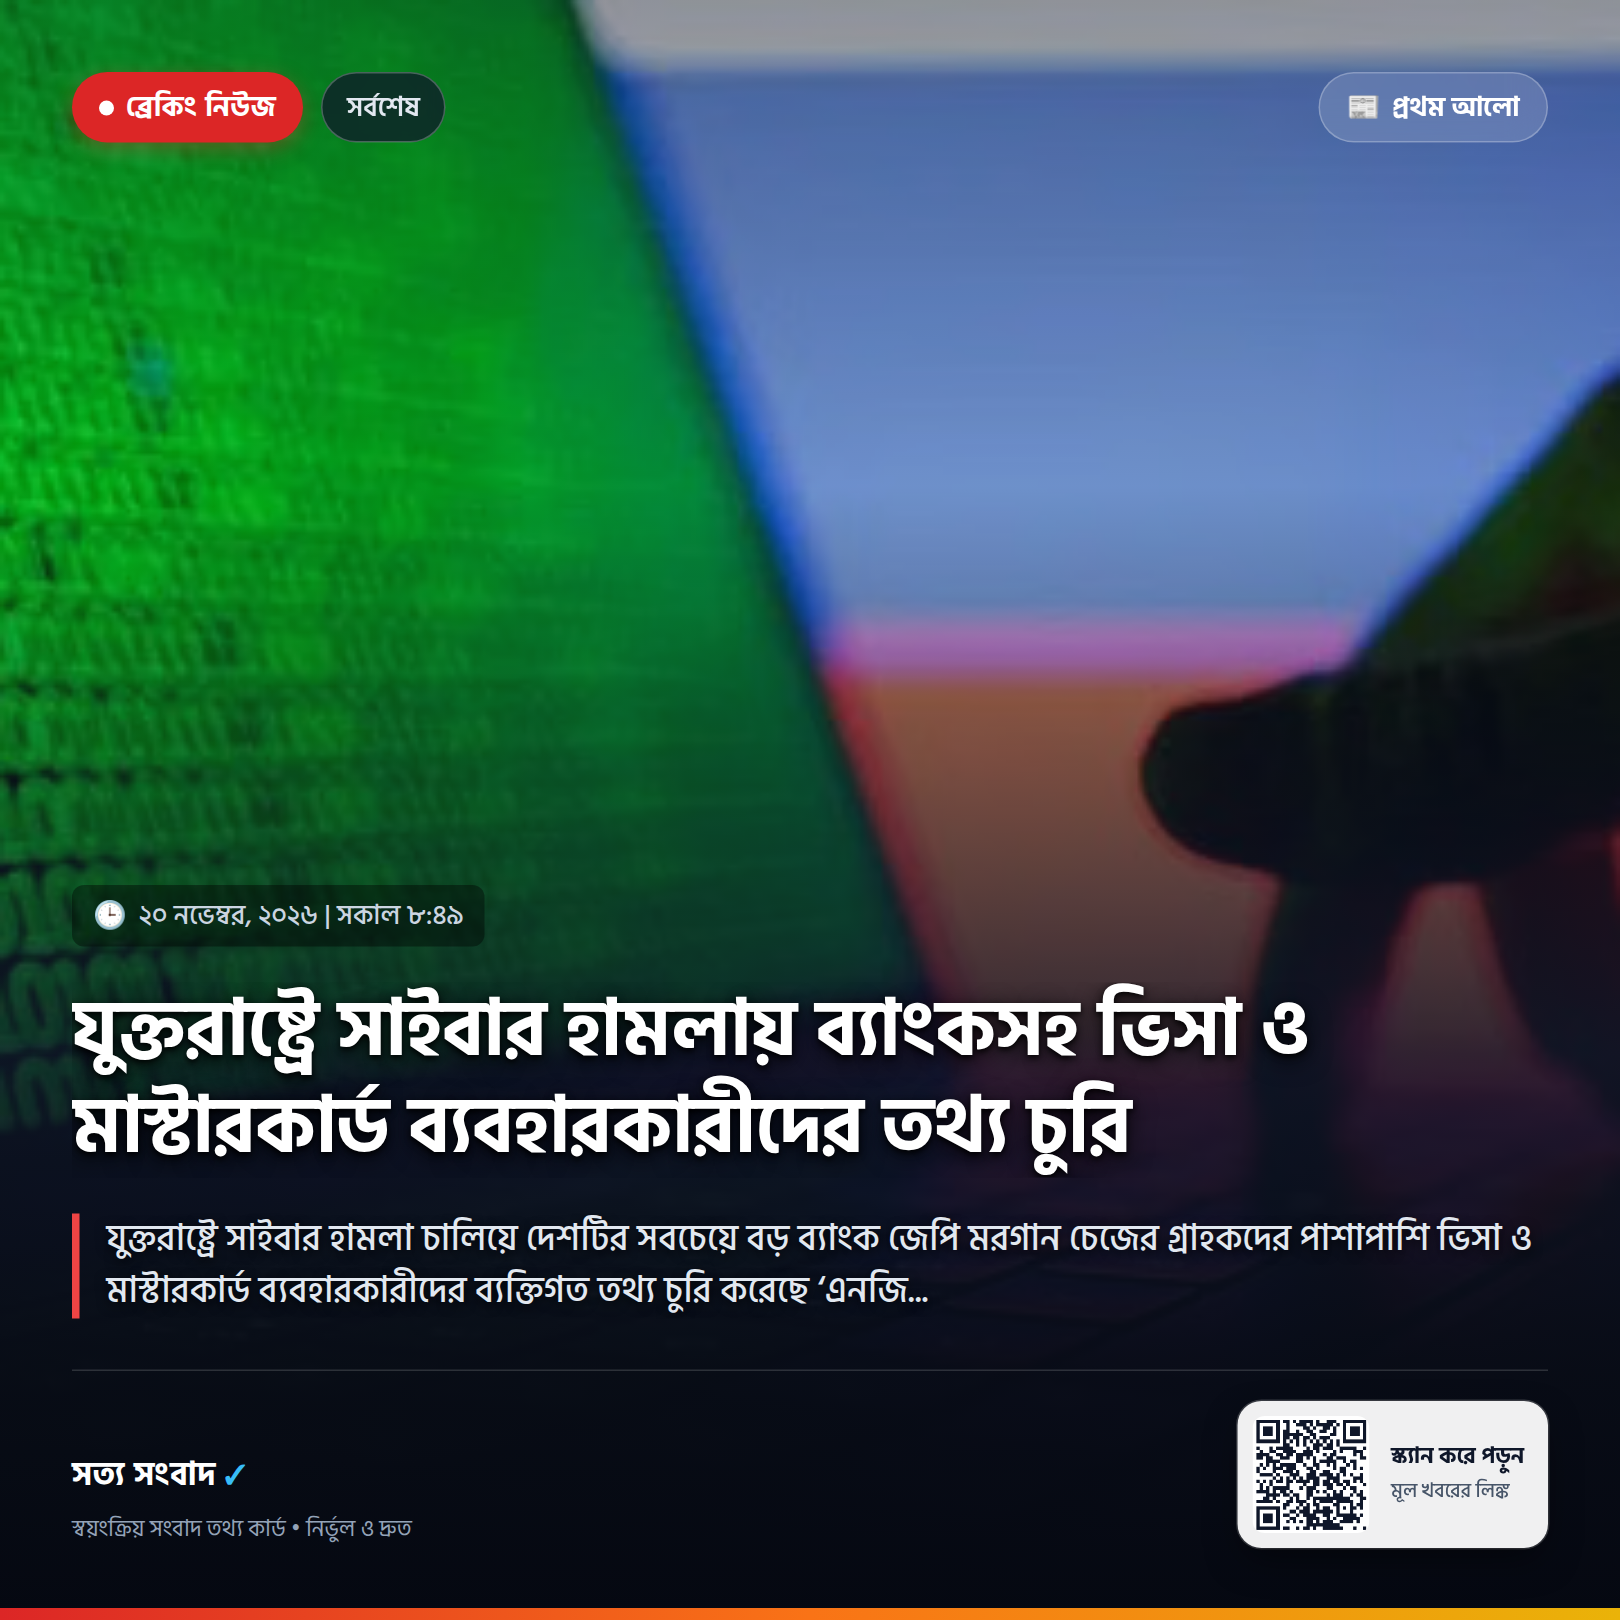 ব্রেকিং নিউজ
সর্বশেষ
প্রথম আলো
২০ নভেম্বর, ২০২৬ | সকাল ৮:৪৯
যুক্তরাষ্ট্রে সাইবার হামলায় ব্যাংকসহ ভিসা ও
মাস্টারকার্ড ব্যবহারকারীদের তথ্য চুরি
যুক্তরাষ্ট্রে সাইবার হামলা চালিয়ে দেশটির সবচেয়ে বড় ব্যাংক জেপি মরগান চেজের গ্রাহকদের পাশাপাশি ভিসা ও
মাস্টারকার্ড ব্যবহারকারীদের ব্যক্তিগত তথ্য চুরি করেছে ‘এনজি...
সত্য সংবাদ ✓
স্বয়ংক্রিয় সংবাদ তথ্য কার্ড • নির্ভুল ও দ্রুত
স্ক্যান করে পড়ুন
মূল খবরের লিঙ্ক